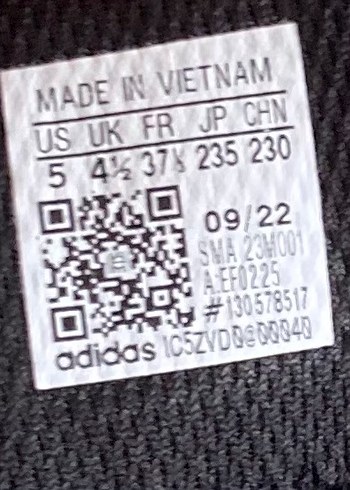 MADE IN VIETNAM
US UK FR JP CHN
5 4½ 37⅓ 235 230
09/22
SMA 23M001
A:EF0225
#130578517
adidas